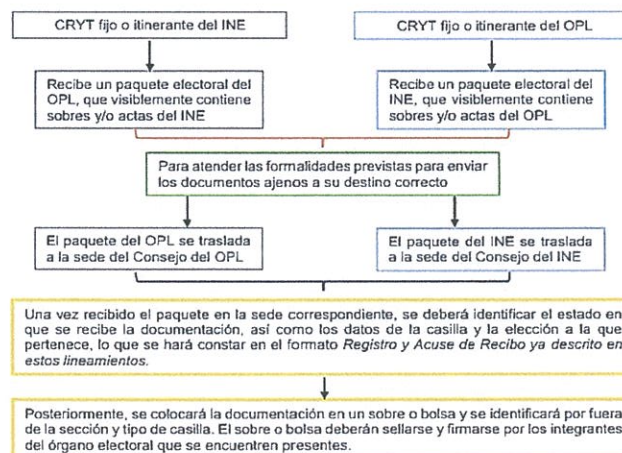 CRYT fijo o itinerante del INE
CRYT fijo o itinerante del OPL
Recibe un paquete electoral del
OPL, que visiblemente contiene
sobres y/o actas del INE
Recibe un paquete electoral del
INE, que visiblemente contiene
sobres y/o actas del OPL
Para atender las formalidades previstas para enviar
los documentos ajenos a su destino correcto
El paquete del OPL se traslada
a la sede del Consejo del OPL
El paquete del INE se traslada
a la sede del Consejo del INE
Una vez recibido el paquete en la sede correspondiente, se deberá identificar el estado en
que se recibe la documentación, así como los datos de la casilla y la elección a la que
pertenece, lo que se hará constar en el formato Registro y Acuse de Recibo ya descrito en
estos lineamientos.
Posteriormente, se colocará la documentación en un sobre o bolsa y se identificará por fuera
de la sección y tipo de casilla. El sobre o bolsa deberán sellarse y firmarse por los integrantes
del órgano electoral que se encuentren presentes.